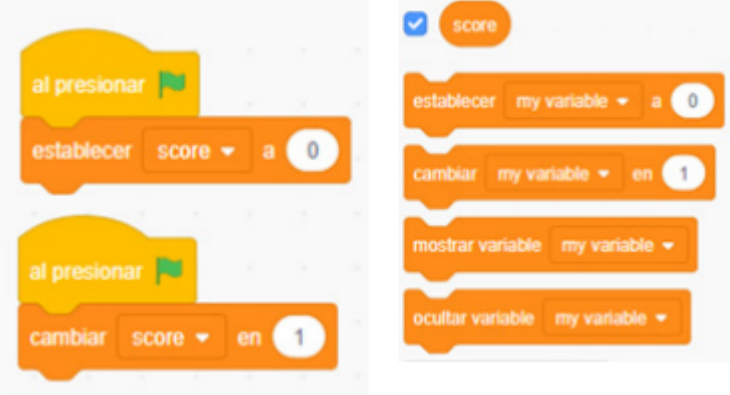 al presionar
establecer score a 0
al presionar
cambiar score en 1
score
establecer my variable a 0
cambiar my variable en 1
mostrar variable my variable
ocultar variable my variable